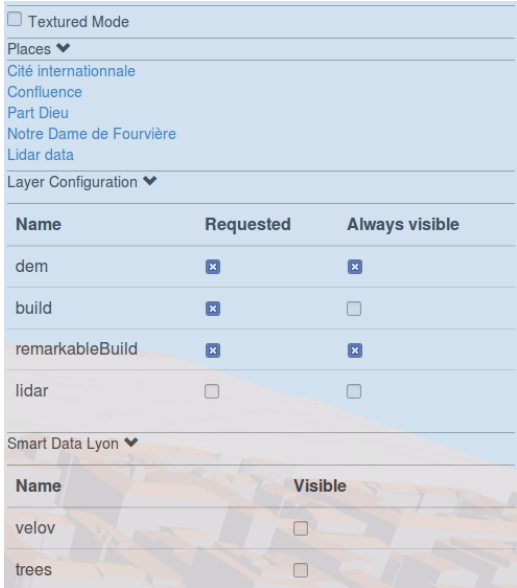 Textured Mode
Places
Cité internationnale
Confluence
Part Dieu
Notre Dame de Fourvière
Lidar data
Layer Configuration
Name Requested Always visible
dem
build
remarkableBuild
lidar
Smart Data Lyon
Name Visible
velov
trees